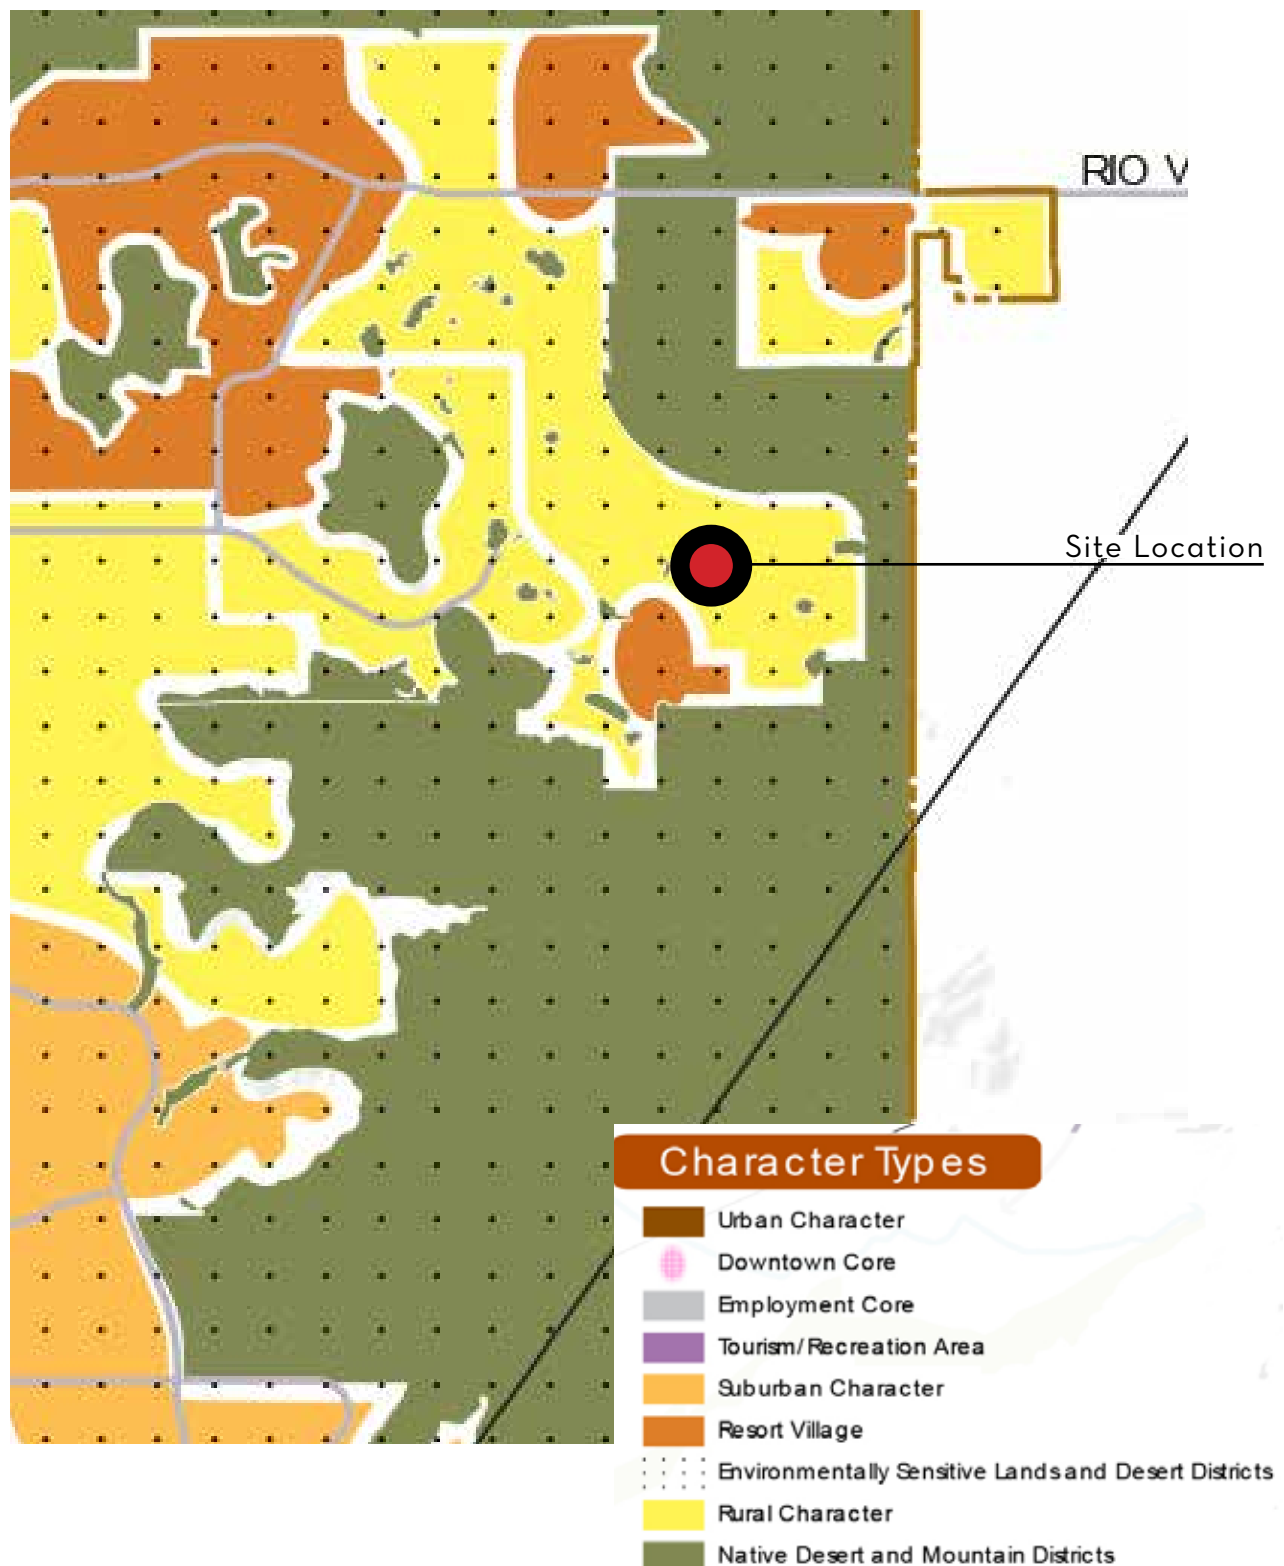 RIO V
Site Location
Character Types
Urban Character
Downtown Core
Employment Core
Tourism/Recreation Area
Suburban Character
Resort Village
Environmentally Sensitive Lands and Desert Districts
Rural Character
Native Desert and Mountain Districts